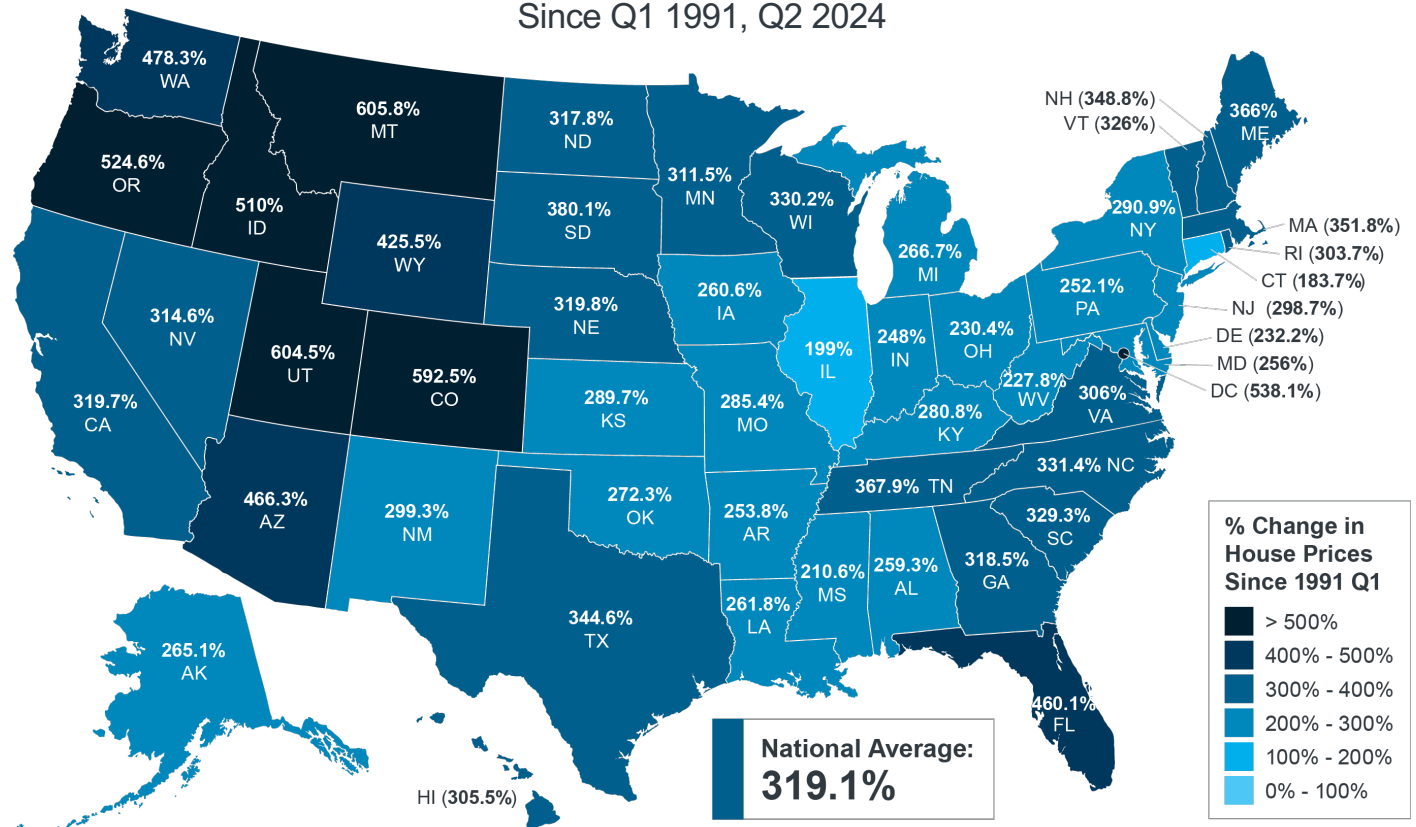 Since Q1 1991, Q2 2024
478.3%
WA
605.8%
MT
317.8%
ND
NH (348.8%)
VT (326%)
366%
ME
524.6%
OR
510%
ID
311.5%
MN
330.2%
WI
380.1%
SD
425.5%
WY
290.9%
NY
MA (351.8%)
RI (303.7%)
CT (183.7%)
266.7%
MI
260.6%
IA
252.1%
PA
NJ (298.7%)
314.6%
NV
319.8%
NE
DE (232.2%)
MD (256%)
DC (538.1%)
604.5%
UT
592.5%
CO
199%
IL
248%
IN
230.4%
OH
227.8%
WV
306%
VA
319.7%
CA
289.7%
KS
285.4%
MO
280.8%
KY
331.4% NC
367.9% TN
466.3%
AZ
299.3%
NM
272.3%
OK
253.8%
AR
329.3%
SC
210.6%
MS
259.3%
AL
318.5%
GA
261.8%
LA
344.6%
TX
265.1%
AK
460.1%
FL
HI (305.5%)
National Average:
319.1%
% Change in
House Prices
Since 1991 Q1
> 500%
400% - 500%
300% - 400%
200% - 300%
100% - 200%
0% - 100%